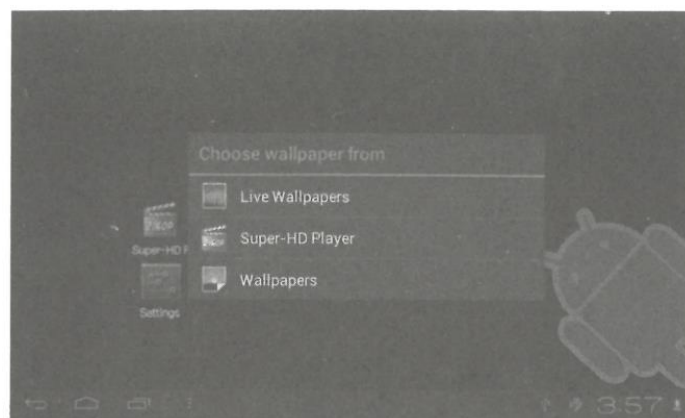 Choose wallpaper from
Live Wallpapers
Super-HD Player
Wallpapers
Super-HD P
Settings
3:57